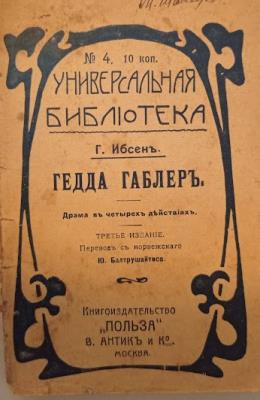 № 4. 10 коп.
УНИВЕРСАЛЬНАЯ
БИБЛІОТЕКА
Г. Ибсенъ.
ГЕДДА ГАБЛЕРЪ.
Драма въ четырехъ дѣйствіяхъ.
ТРЕТЬЕ ИЗДАНІЕ.
Переводъ съ норвежскаго
Ю. Балтрушайтиса.
Книгоиздательство
„ПОЛЬЗА"
В. АНТИКЪ и Ко.
МОСКВА.